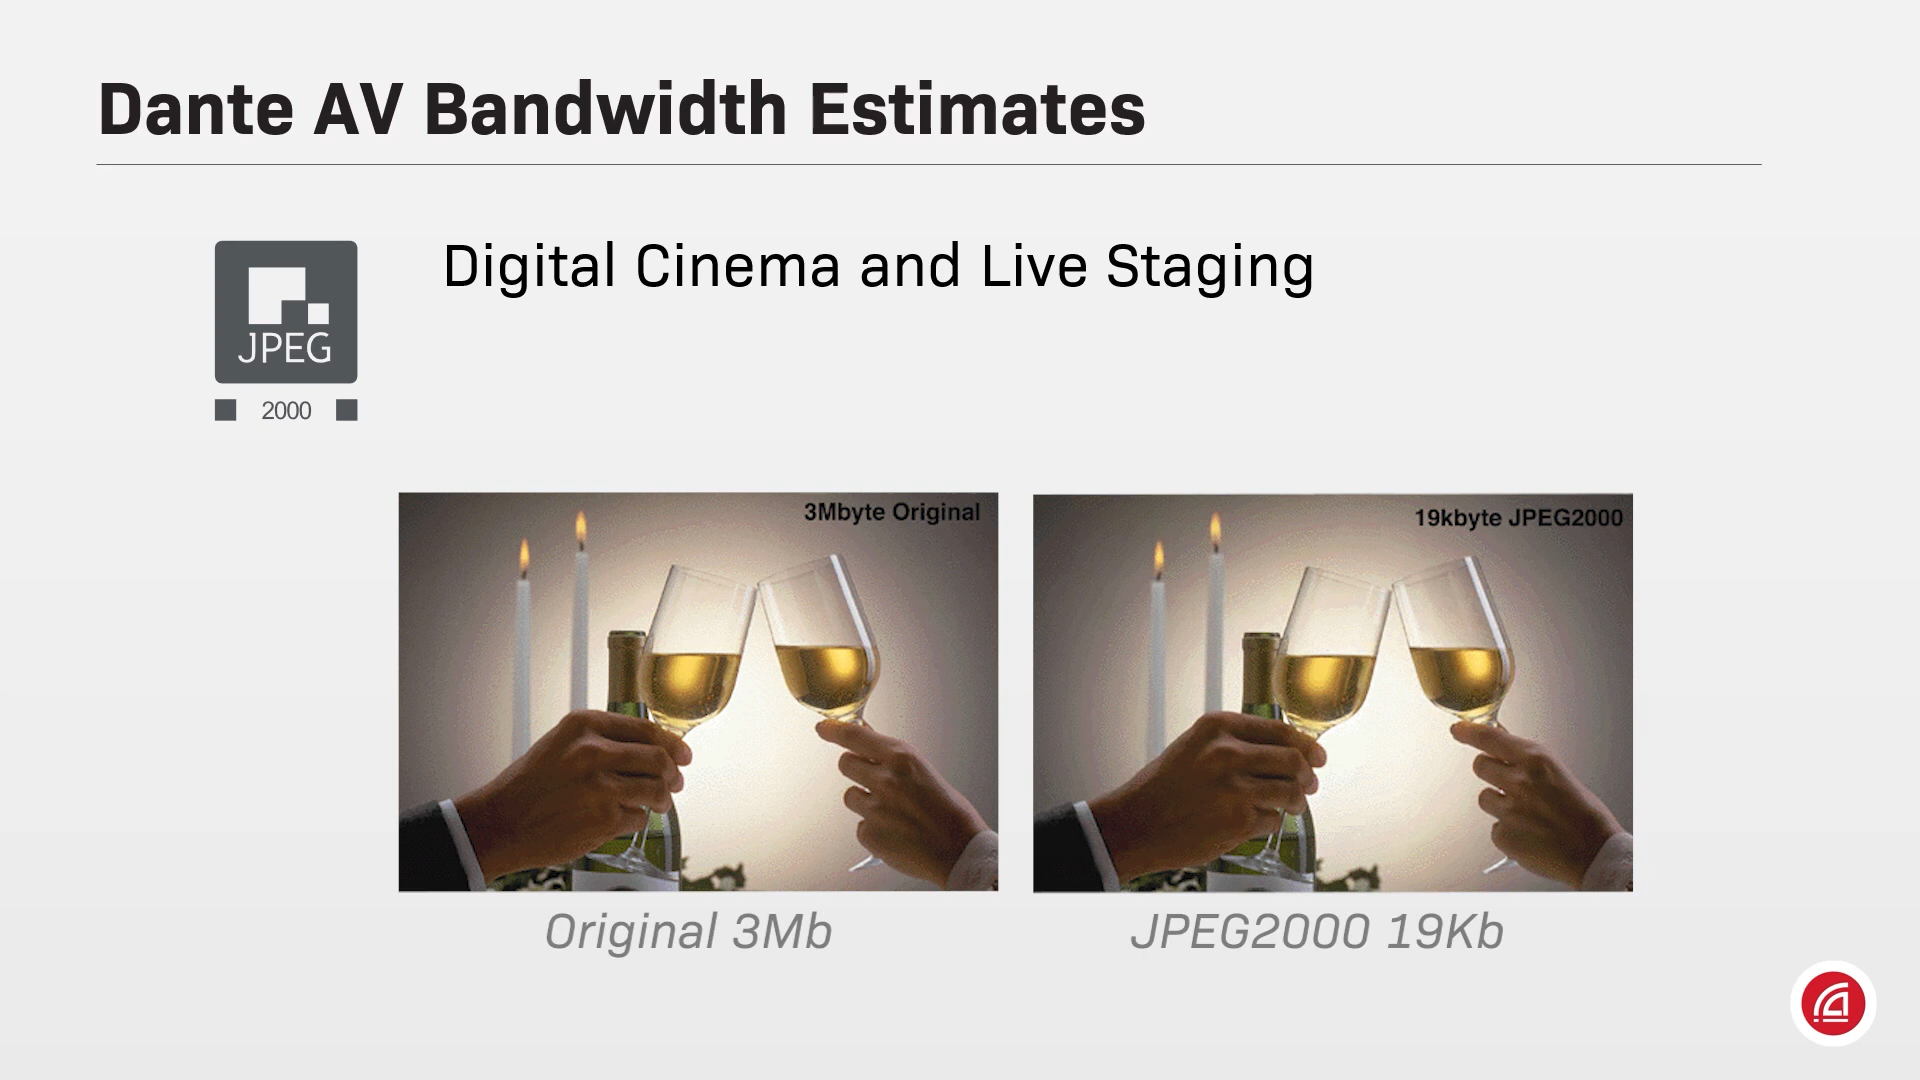 Dante AV Bandwidth Estimates
Digital Cinema and Live Staging
JPEG
2000
3Mbyte Original
19kbyte JPEG2000
Original 3Mb
JPEG2000 19Kb